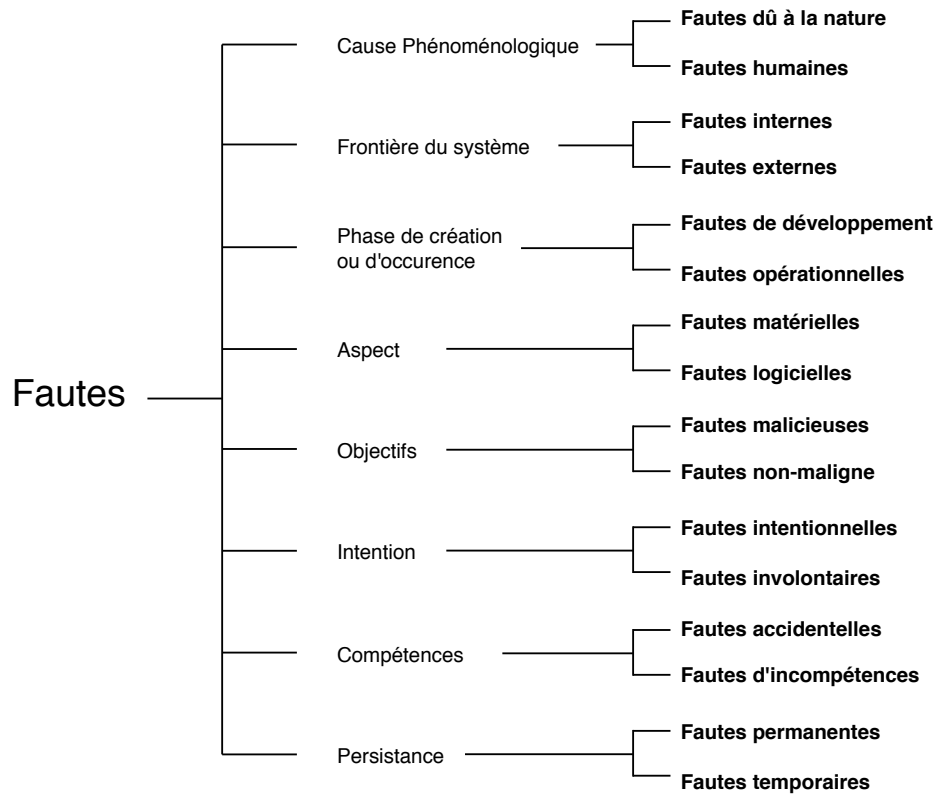 Fautes
Cause Phénoménologique
Fautes dû à la nature
Fautes humaines
Frontière du système
Fautes internes
Fautes externes
Phase de création
ou d'occurence
Fautes de développement
Fautes opérationnelles
Aspect
Fautes matérielles
Fautes logicielles
Objectifs
Fautes malicieuses
Fautes non-maligne
Intention
Fautes intentionnelles
Fautes involontaires
Compétences
Fautes accidentelles
Fautes d'incompétences
Persistance
Fautes permanentes
Fautes temporaires